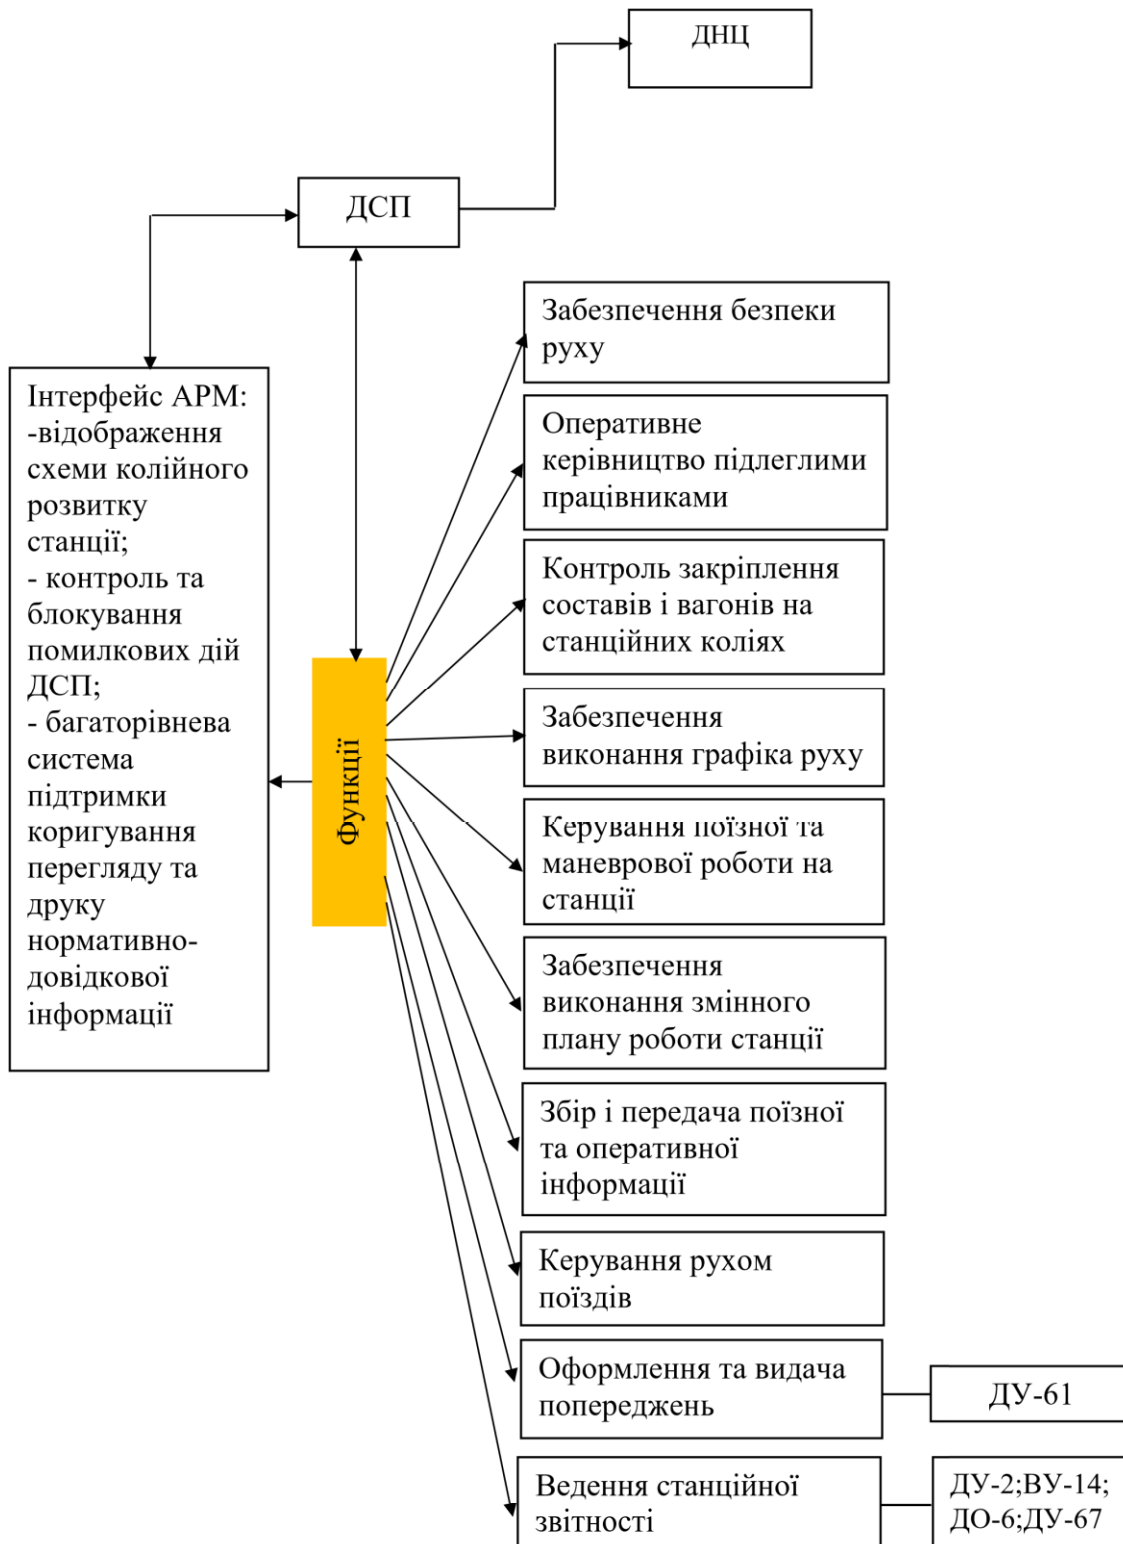 ДНЦ
ДСП
Забезпечення безпеки
руху
Інтерфейс АРМ:
-відображення
схеми колійного
розвитку
станції;
- контроль та
блокування
помилкових дій
ДСП;
- багаторівнева
система
підтримки
коригування
перегляду та
друку
нормативно-
довідкової
інформації
Оперативне
керівництво підлеглими
працівниками
Контроль закріплення
составів і вагонів на
станційних коліях
Функції
Забезпечення
виконання графіка руху
Керування поїзної та
маневрової роботи на
станції
Забезпечення
виконання змінного
плану роботи станції
Збір і передача поїзної
та оперативної
інформації
Керування рухом
поїздів
Оформлення та видача
попереджень
ДУ-61
Ведення станційної
звітності
ДУ-2;ВУ-14;
ДО-6;ДУ-67